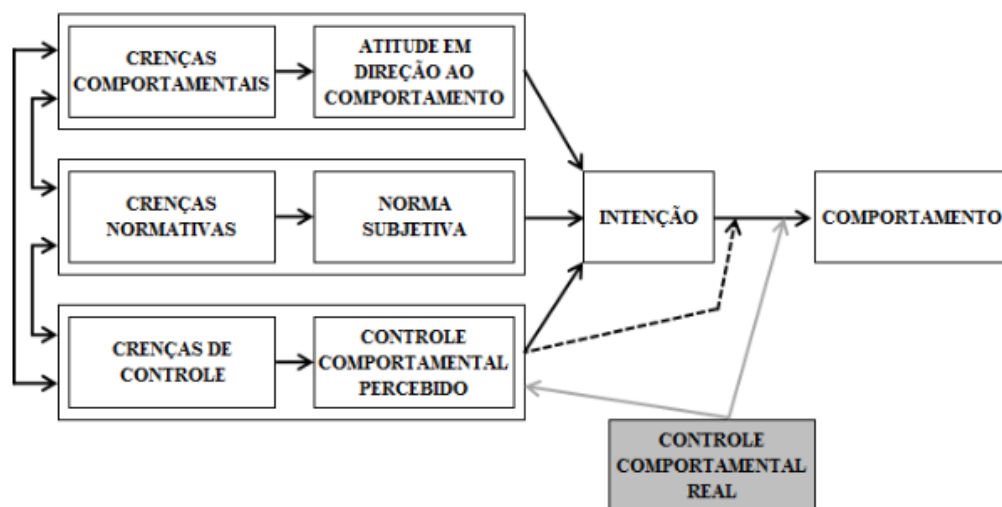 CRENÇAS
COMPORTAMENTAIS
ATITUDE EM
DIREÇÃO AO
COMPORTAMENTO
CRENÇAS
NORMATIVAS
NORMA
SUBJETIVA
INTENÇÃO
COMPORTAMENTO
CRENÇAS DE
CONTROLE
CONTROLE
COMPORTAMENTAL
PERCEBIDO
CONTROLE
COMPORTAMENTAL
REAL